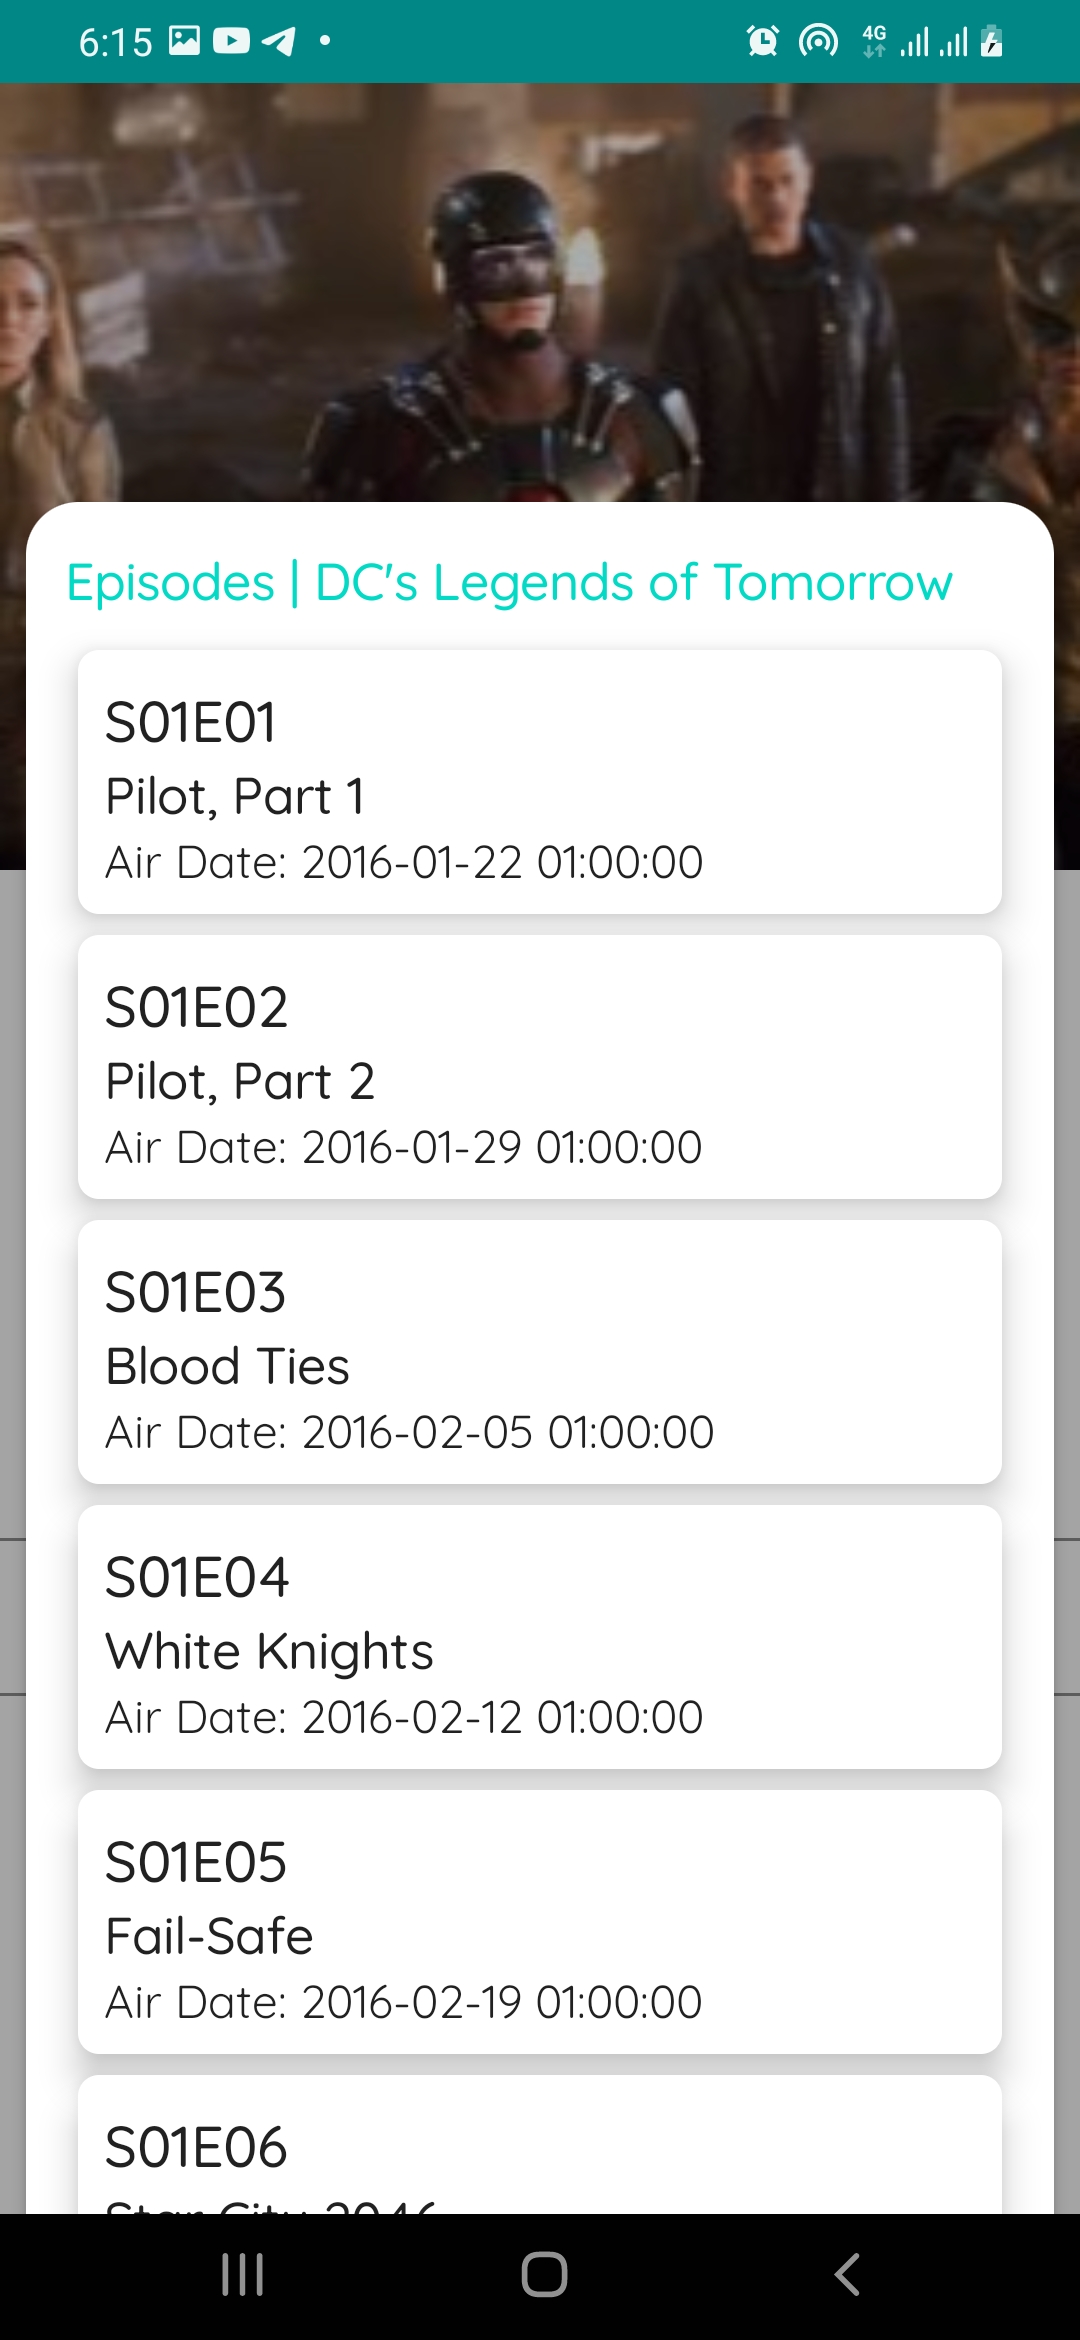 6:15
4G
Episodes | DC's Legends of Tomorrow
S01E01
Pilot, Part 1
Air Date: 2016-01-22 01:00:00
S01E02
Pilot, Part 2
Air Date: 2016-01-29 01:00:00
S01E03
Blood Ties
Air Date: 2016-02-05 01:00:00
S01E04
White Knights
Air Date: 2016-02-12 01:00:00
S01E05
Fail-Safe
Air Date: 2016-02-19 01:00:00
S01E06
Star City 2046